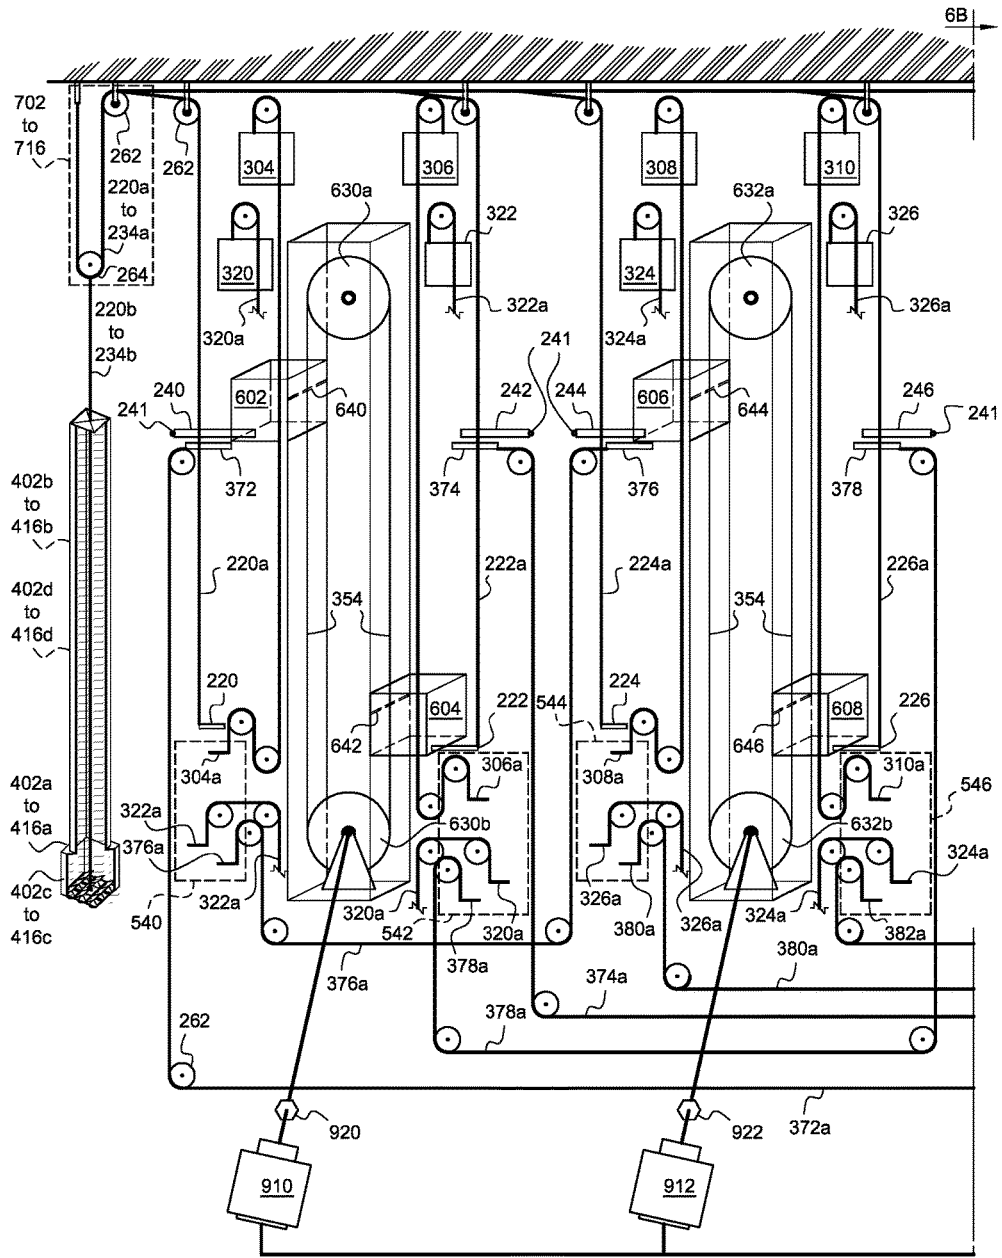 6B
702
to
716
262
262
304
306
308
310
220a
to
234a
630a
322
632a
326
264
320
324
220b
to
234b
320a
322a
324a
326a
240
241
602
640
242
241
244
606
644
246
241
372
374
376
378
402b
to
416b
220a
222a
224a
226a
402d
to
416d
354
354
220
604
222
224
544
608
226
642
646
304a
306a
308a
310a
546
402a
to
416a
322a
376a
630b
632b
324a
402c
to
416c
322a
320a
326a
326a
324a
540
542
378a
320a
380a
382a
376a
380a
374a
378a
262
920
922
372a
910
912